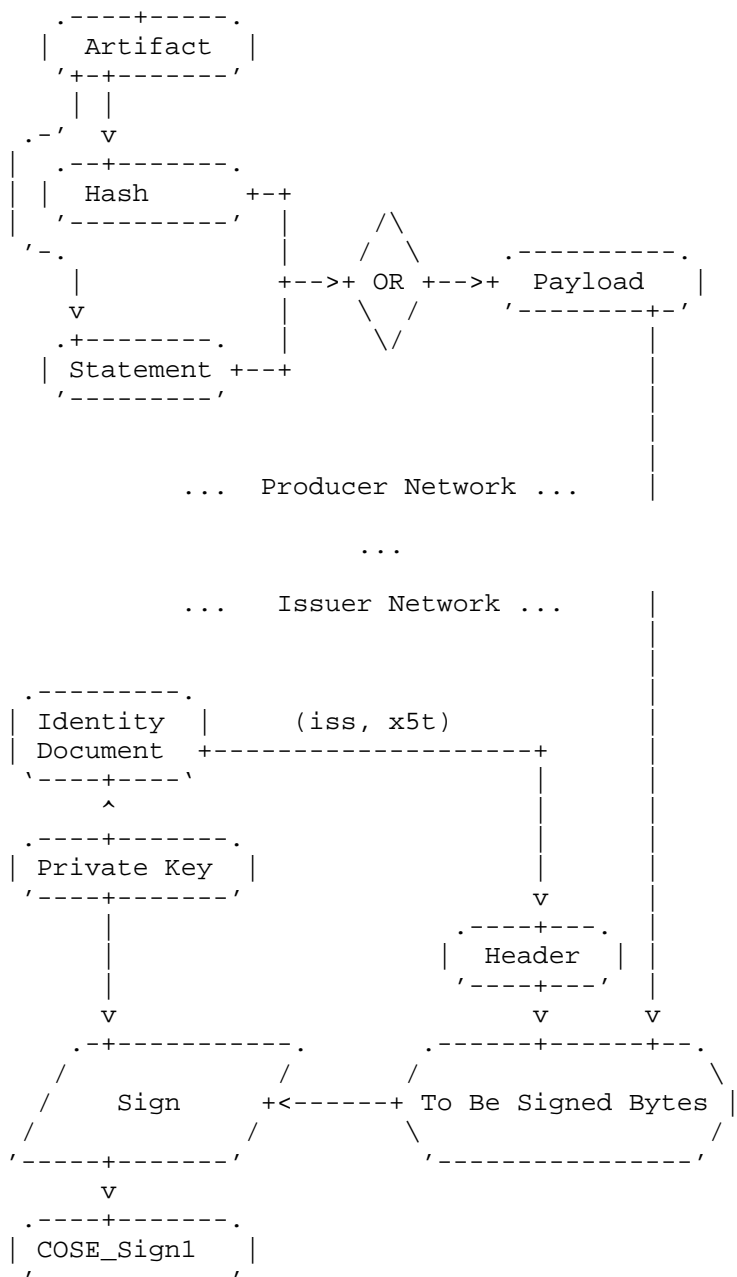 Artifact
Hash
OR
Payload
Statement
... Producer Network ...
...
... Issuer Network ...
Identity
Document
(iss, x5t)
Private Key
Header
Sign
To Be Signed Bytes
COSE_Sign1